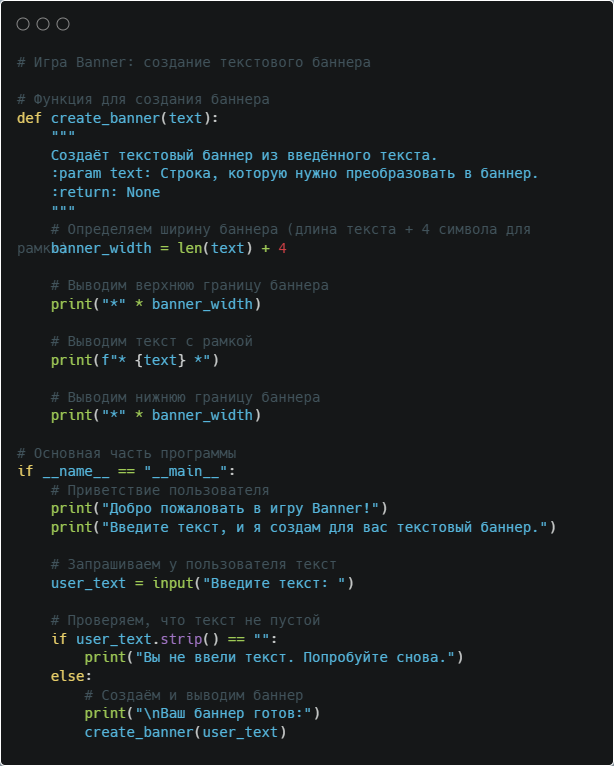 # Игра Banner: создание текстового баннера
# Функция для создания баннера
def create_banner(text):
    """
    Создаёт текстовый баннер из введённого текста.
    :param text: Строка, которую нужно преобразовать в баннер.
    :return: None
    """
    # Определяем ширину баннера (длина текста + 4 символа для
рамки)
    banner_width = len(text) + 4
    # Выводим верхнюю границу баннера
    print("*" * banner_width)
    # Выводим текст с рамкой
    print(f"* {text} *")
    # Выводим нижнюю границу баннера
    print("*" * banner_width)
# Основная часть программы
if __name__ == "__main__":
    # Приветствие пользователя
    print("Добро пожаловать в игру Banner!")
    print("Введите текст, и я создам для вас текстовый баннер.")
    # Запрашиваем у пользователя текст
    user_text = input("Введите текст: ")
    # Проверяем, что текст не пустой
    if user_text.strip() == "":
        print("Вы не ввели текст. Попробуйте снова.")
    else:
        # Создаём и выводим баннер
        print("\nВаш баннер готов:")
        create_banner(user_text)